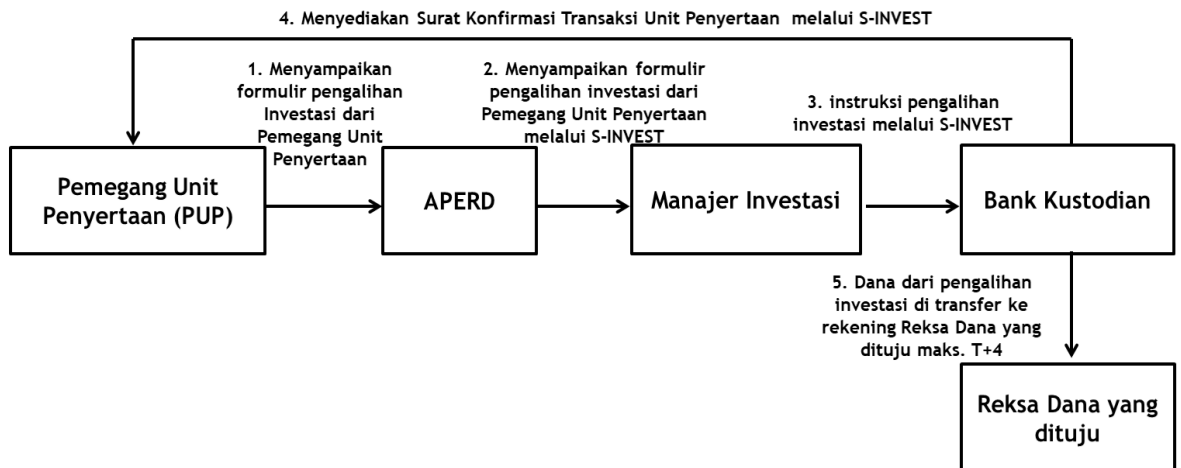 4. Menyediakan Surat Konfirmasi Transaksi Unit Penyertaan melalui S-INVEST
1. Menyampaikan
formulir pengalihan
Investasi dari
Pemegang Unit
Penyertaan
2. Menyampaikan formulir
pengalihan investasi dari
Pemegang Unit Penyertaan
melalui S-INVEST
3. instruksi pengalihan
investasi melalui S-INVEST
Pemegang Unit
Penyertaan (PUP)
APERD
Manajer Investasi
Bank Kustodian
5. Dana dari pengalihan
investasi di transfer ke
rekening Reksa Dana yang
dituju maks. T+4
Reksa Dana yang
dituju